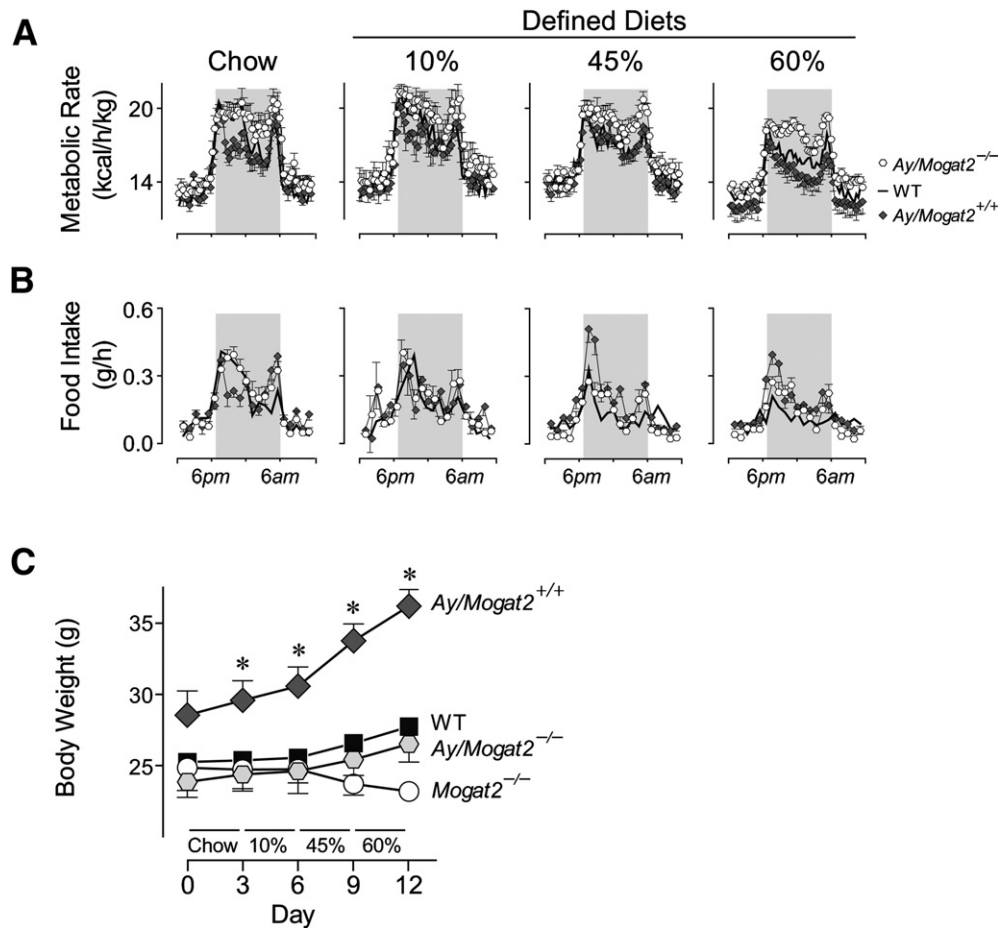 A
Defined Diets
Chow
10%
45%
60%
Metabolic Rate
(kcal/h/kg)
20
14
Ay/Mogat2−/−
WT
Ay/Mogat2+/+
B
Food Intake
(g/h)
0.6
0.3
0.0
6pm 6am
6pm 6am
6pm 6am
6pm 6am
C
Body Weight (g)
35
30
25
* * * *
Ay/Mogat2+/+
WT
Ay/Mogat2−/−
Mogat2−/−
Chow 10% 45% 60%
0 3 6 9 12
Day